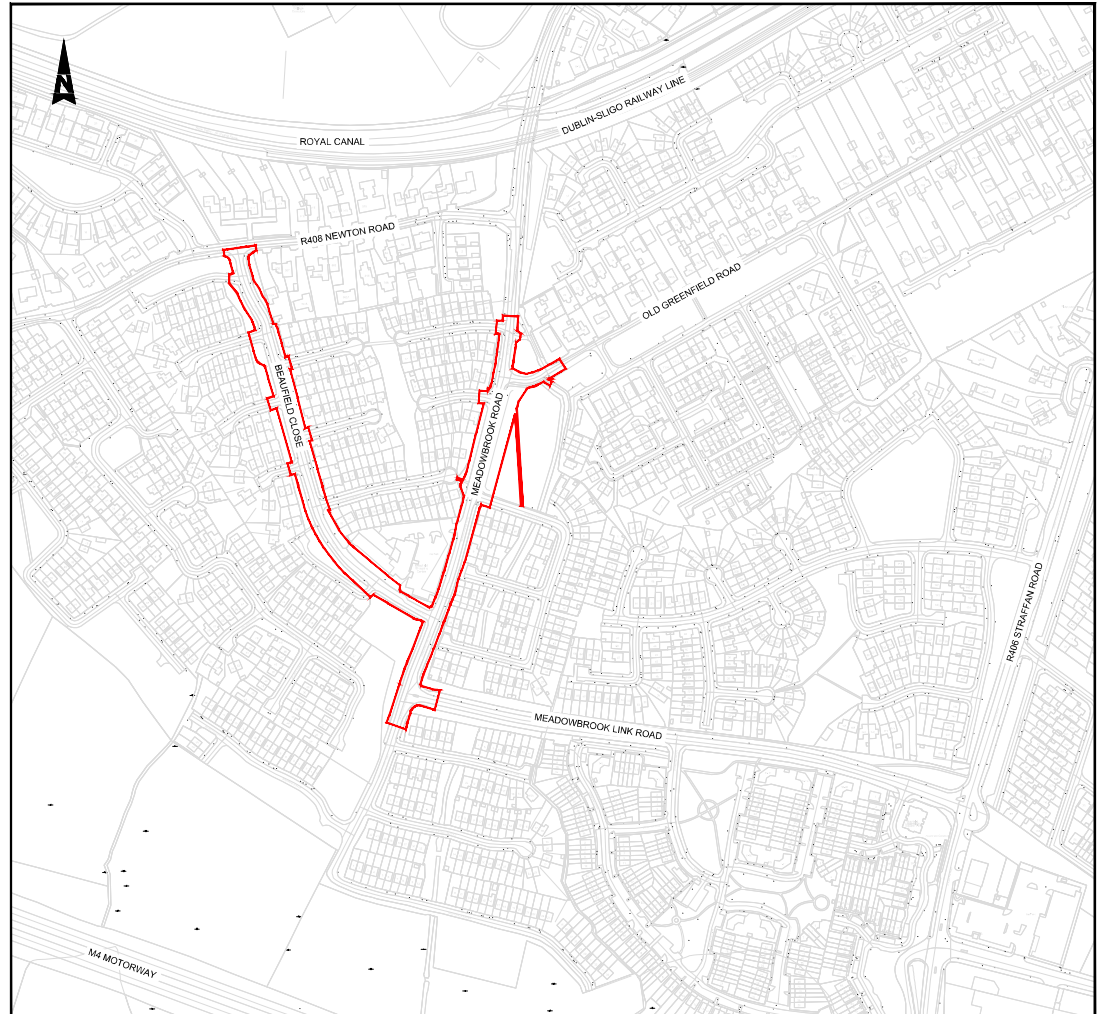 N
DUBLIN-SLIGO RAILWAY LINE
ROYAL CANAL
R408 NEWTON ROAD
OLD GREENFIELD ROAD
BEAUFIELD CLOSE
MEADOWBROOK ROAD
R406 STRAFFAN ROAD
MEADOWBROOK LINK ROAD
M4 MOTORWAY